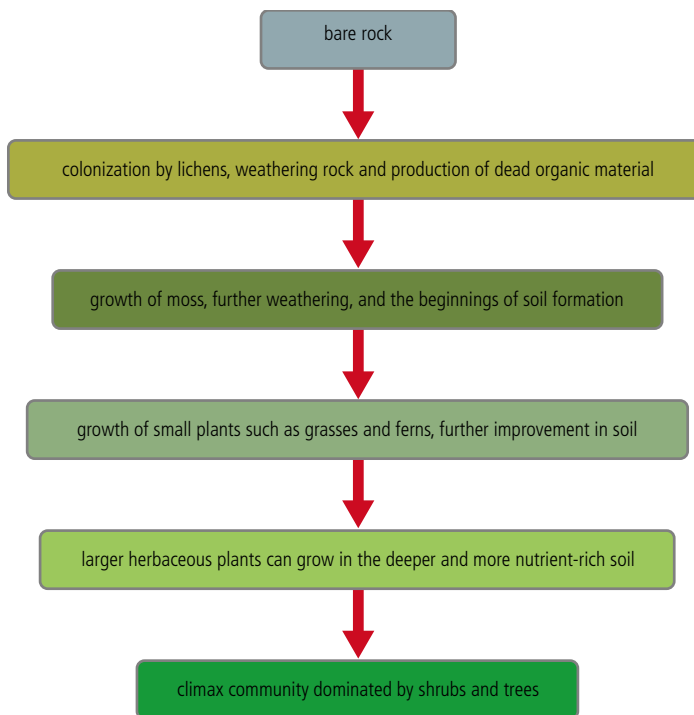 bare rock
colonization by lichens, weathering rock and production of dead organic material
growth of moss, further weathering, and the beginnings of soil formation
growth of small plants such as grasses and ferns, further improvement in soil
larger herbaceous plants can grow in the deeper and more nutrient-rich soil
climax community dominated by shrubs and trees